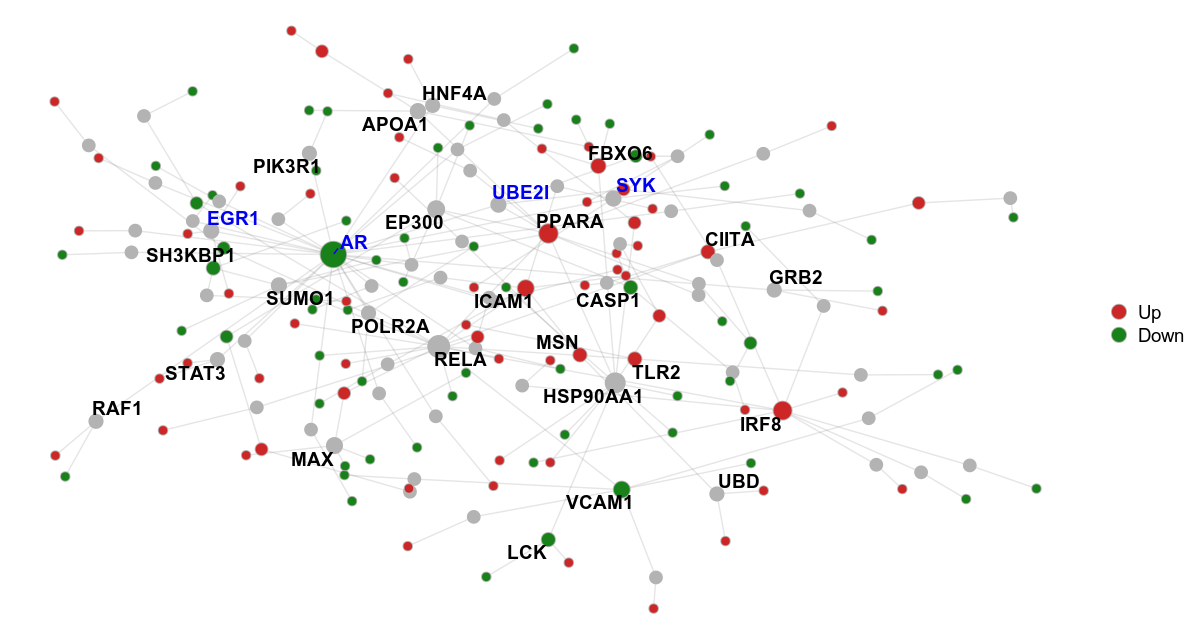 HNF4A
APOA1
FBXO6
PIK3R1
SYK
UBE2I
EGR1
EP300
PPARA
AR
CIITA
SH3KBP1
GRB2
SUMO1
ICAM1
CASP1
Up
POLR2A
Down
MSN
RELA
STAT3
TLR2
HSP90AA1
RAF1
IRF8
MAX
UBD
VCAM1
LCK